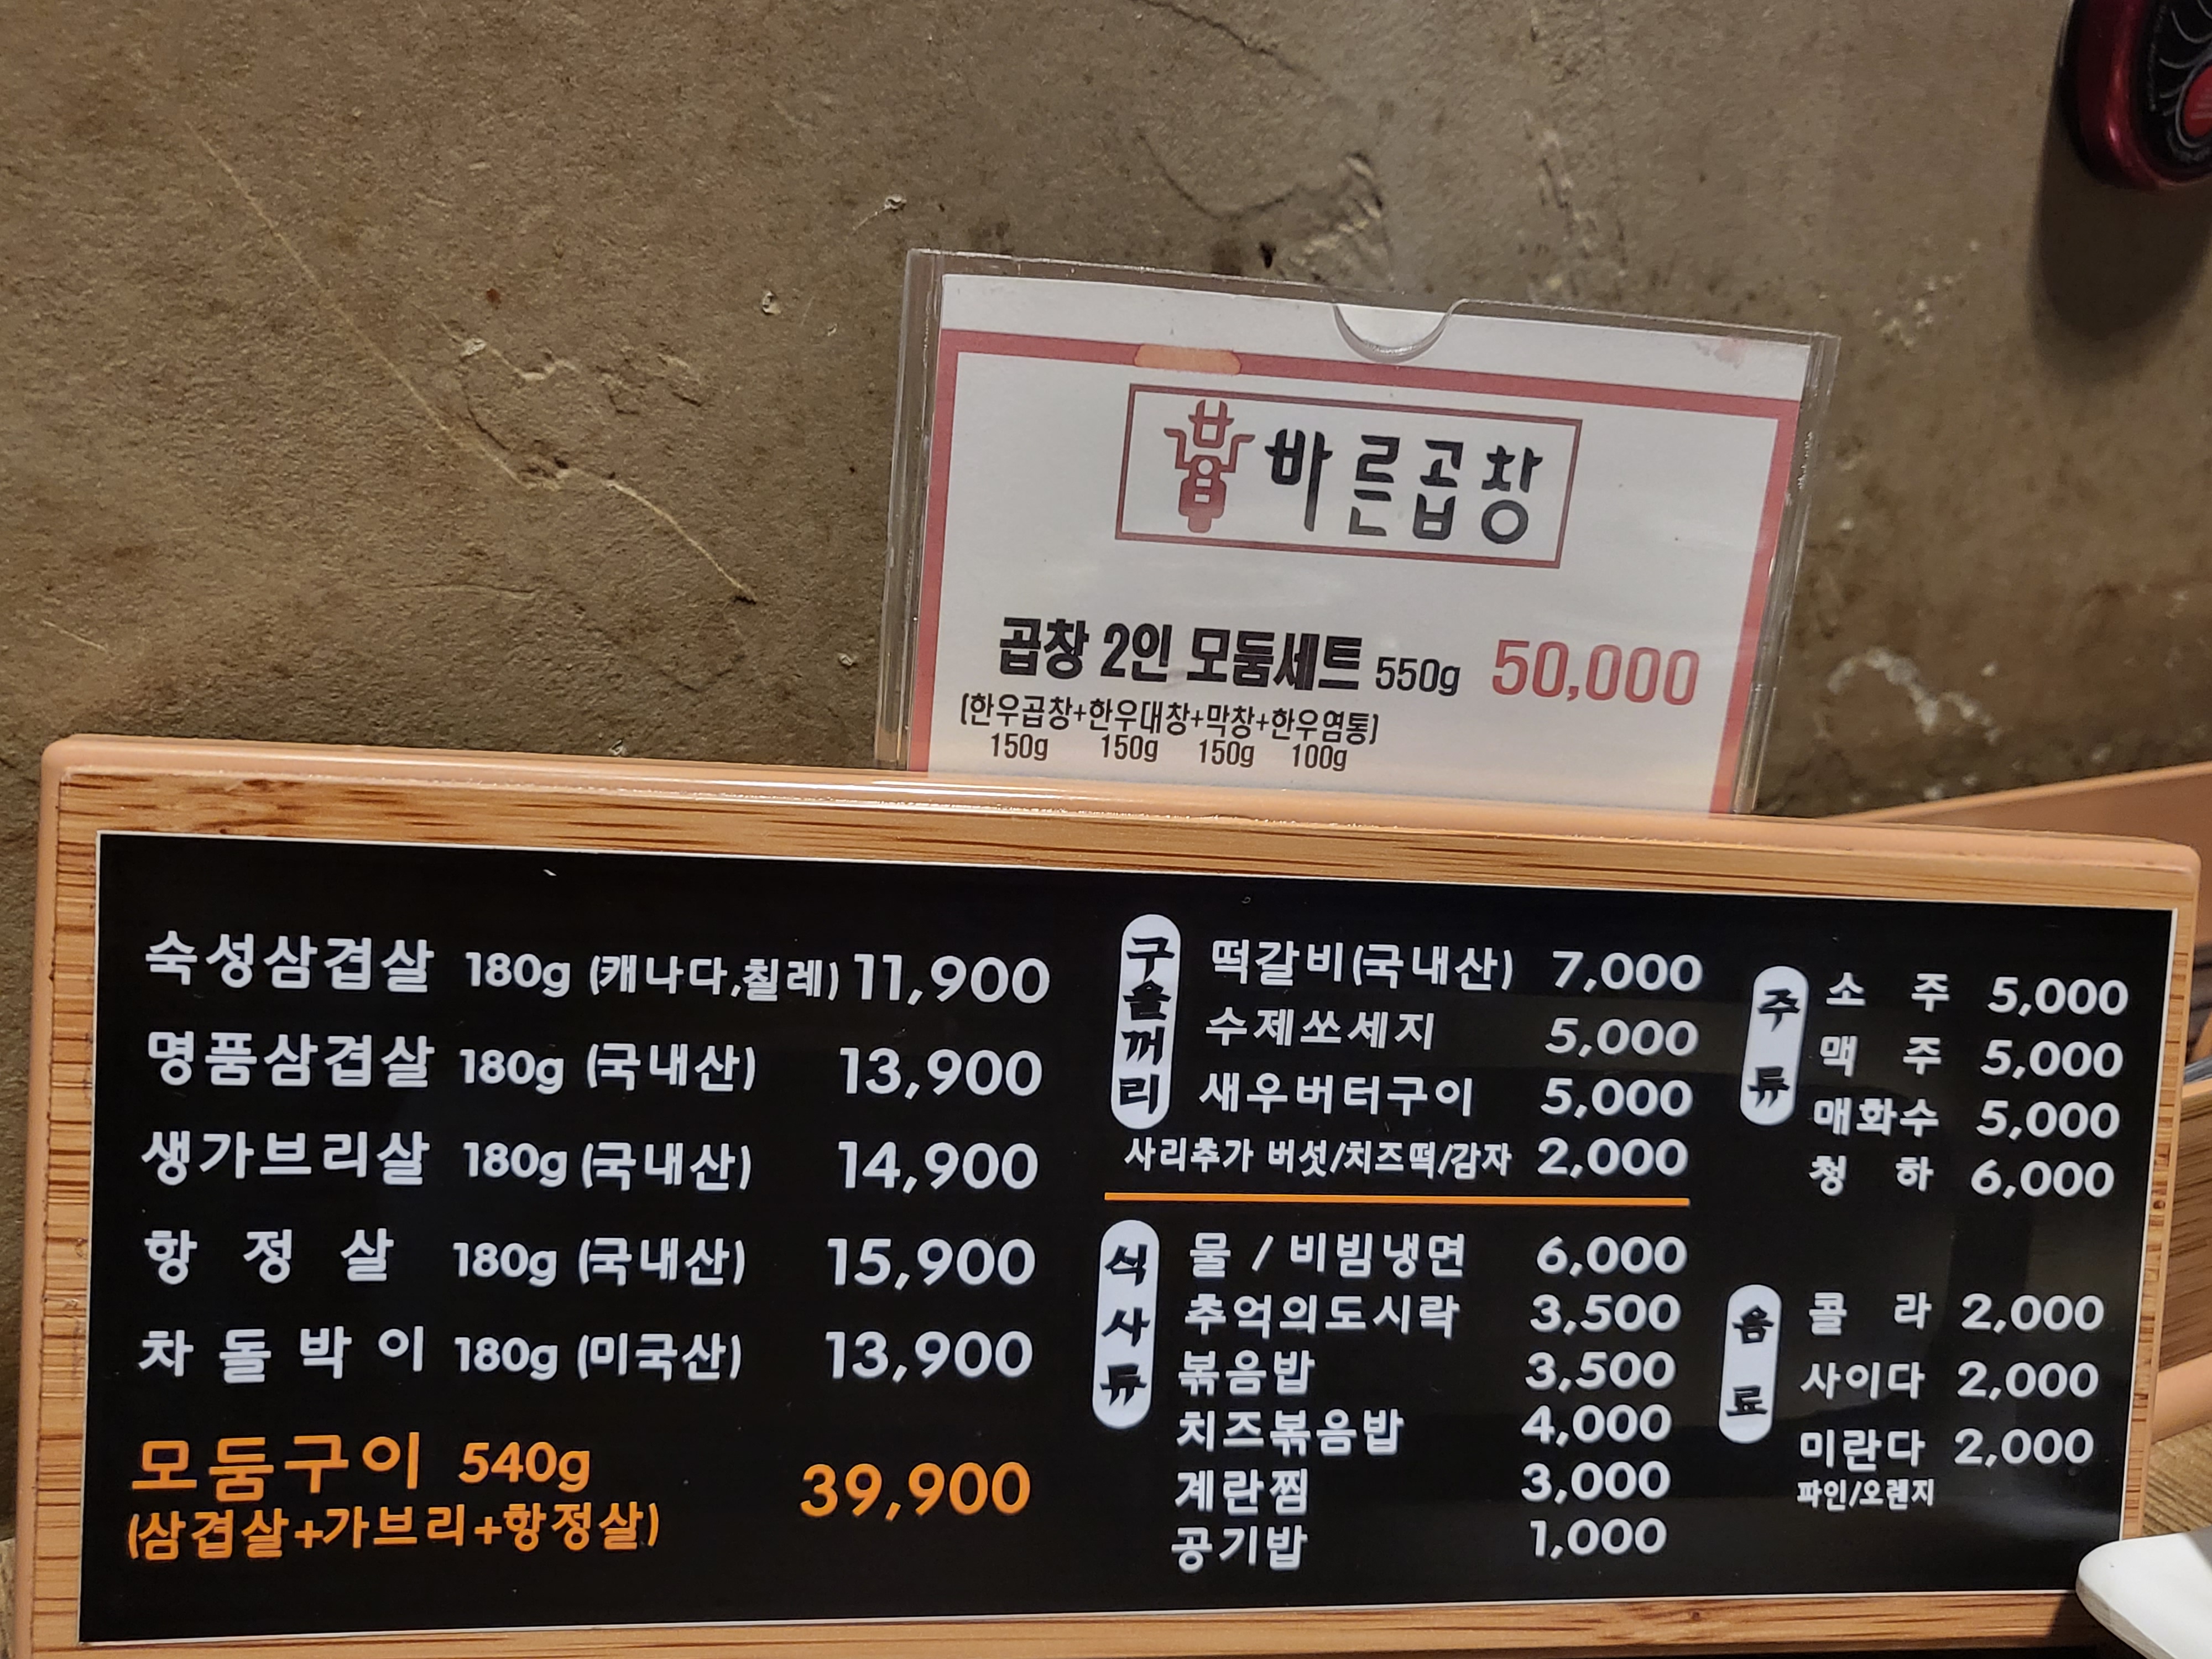 바른곱창
곱창 2인 모둠세트 550g 50,000
(한우곱창+한우대창+막창+한우염통)
150g 150g 150g 100g
숙성삼겹살 180g (캐나다,칠레) 11,900
명품삼겹살 180g (국내산) 13,900
생가브리살 180g (국내산) 14,900
항 정 살 180g (국내산) 15,900
차 돌 박 이 180g (미국산) 13,900
모둠구이 540g 39,900
(삼겹살+가브리+항정살)
구울꺼리
떡갈비(국내산) 7,000
수제쏘세지 5,000
새우버터구이 5,000
사리추가 버섯/치즈떡/감자 2,000
식사류
물 / 비빔냉면 6,000
추억의도시락 3,500
볶음밥 3,500
치즈볶음밥 4,000
계란찜 3,000
공기밥 1,000
주류
소 주 5,000
맥 주 5,000
매화수 5,000
청 하 6,000
음료
콜 라 2,000
사이다 2,000
미란다 2,000
파인/오렌지